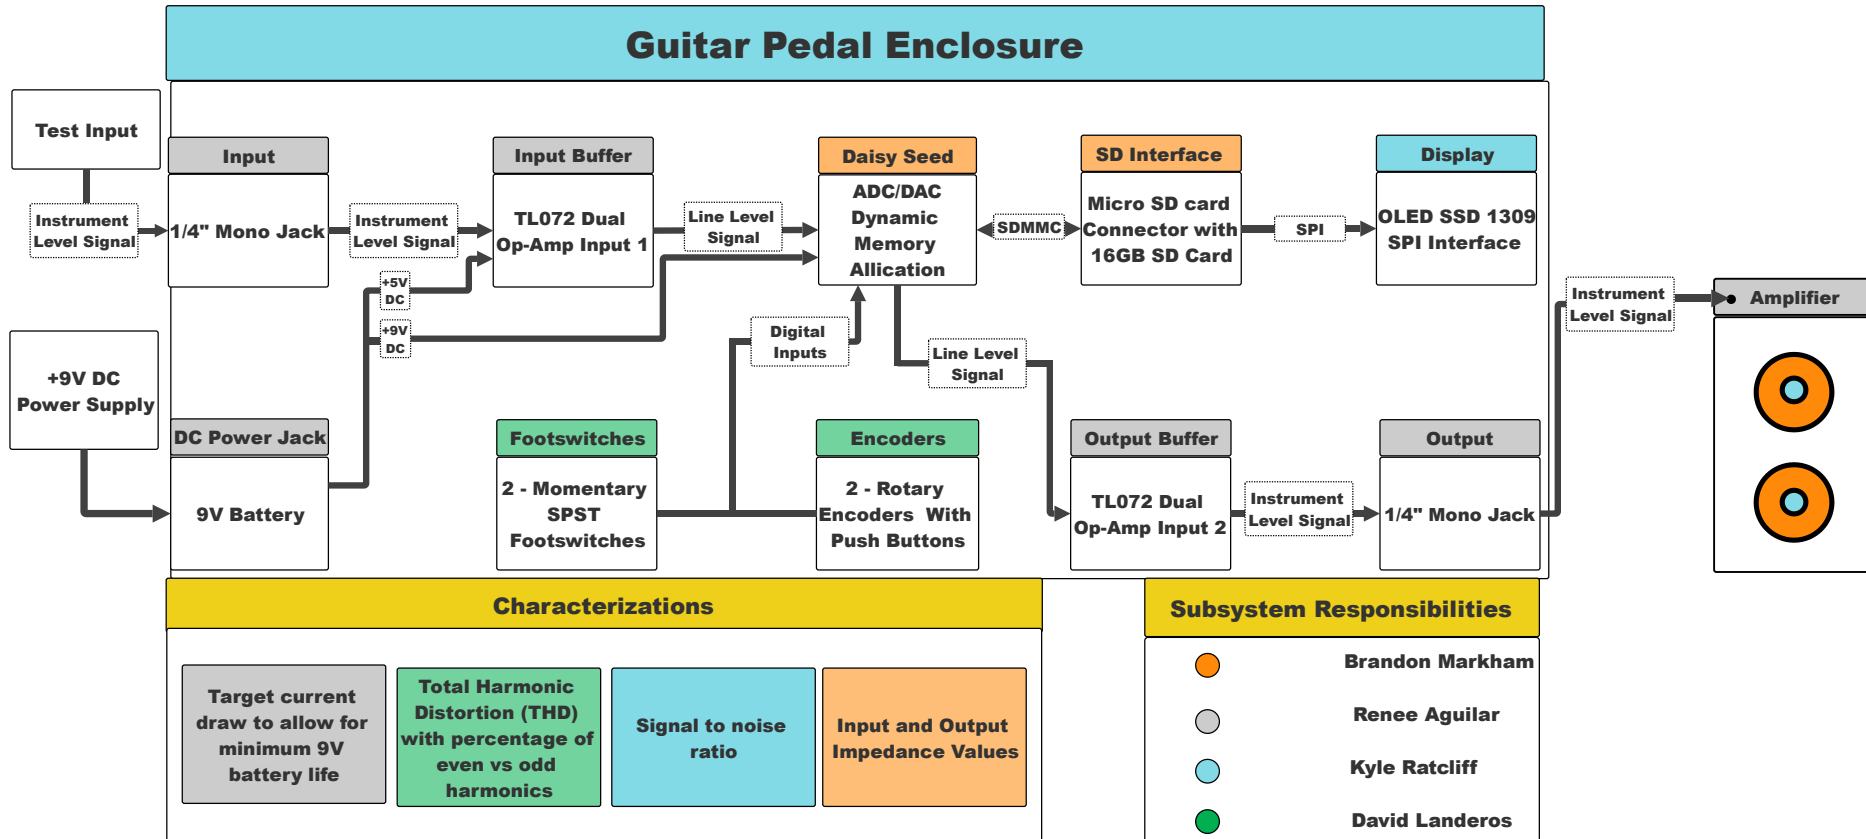 Guitar Pedal Enclosure
Test Input
Input
Input Buffer
Daisy Seed
SD Interface
Display
Instrument
Level Signal
1/4" Mono Jack
Instrument
Level Signal
TL072 Dual
Op-Amp Input 1
Line Level
Signal
ADC/DAC
Dynamic
Memory
Allication
SDMMC
Micro SD card
Connector with
16GB SD Card
SPI
OLED SSD 1309
SPI Interface
+5V
DC
+9V
DC
Digital
Inputs
Line Level
Signal
Instrument
Level Signal
Amplifier
+9V DC
Power Supply
DC Power Jack
9V Battery
Footswitches
2 - Momentary
SPST
Footswitches
Encoders
2 - Rotary
Encoders With
Push Buttons
Output Buffer
TL072 Dual
Op-Amp Input 2
Instrument
Level Signal
Output
1/4" Mono Jack
Characterizations
Target current
draw to allow for
minimum 9V
battery life
Total Harmonic
Distortion (THD)
with percentage of
even vs odd
harmonics
Signal to noise
ratio
Input and Output
Impedance Values
Subsystem Responsibilities
Brandon Markham
Renee Aguilar
Kyle Ratcliff
David Landeros